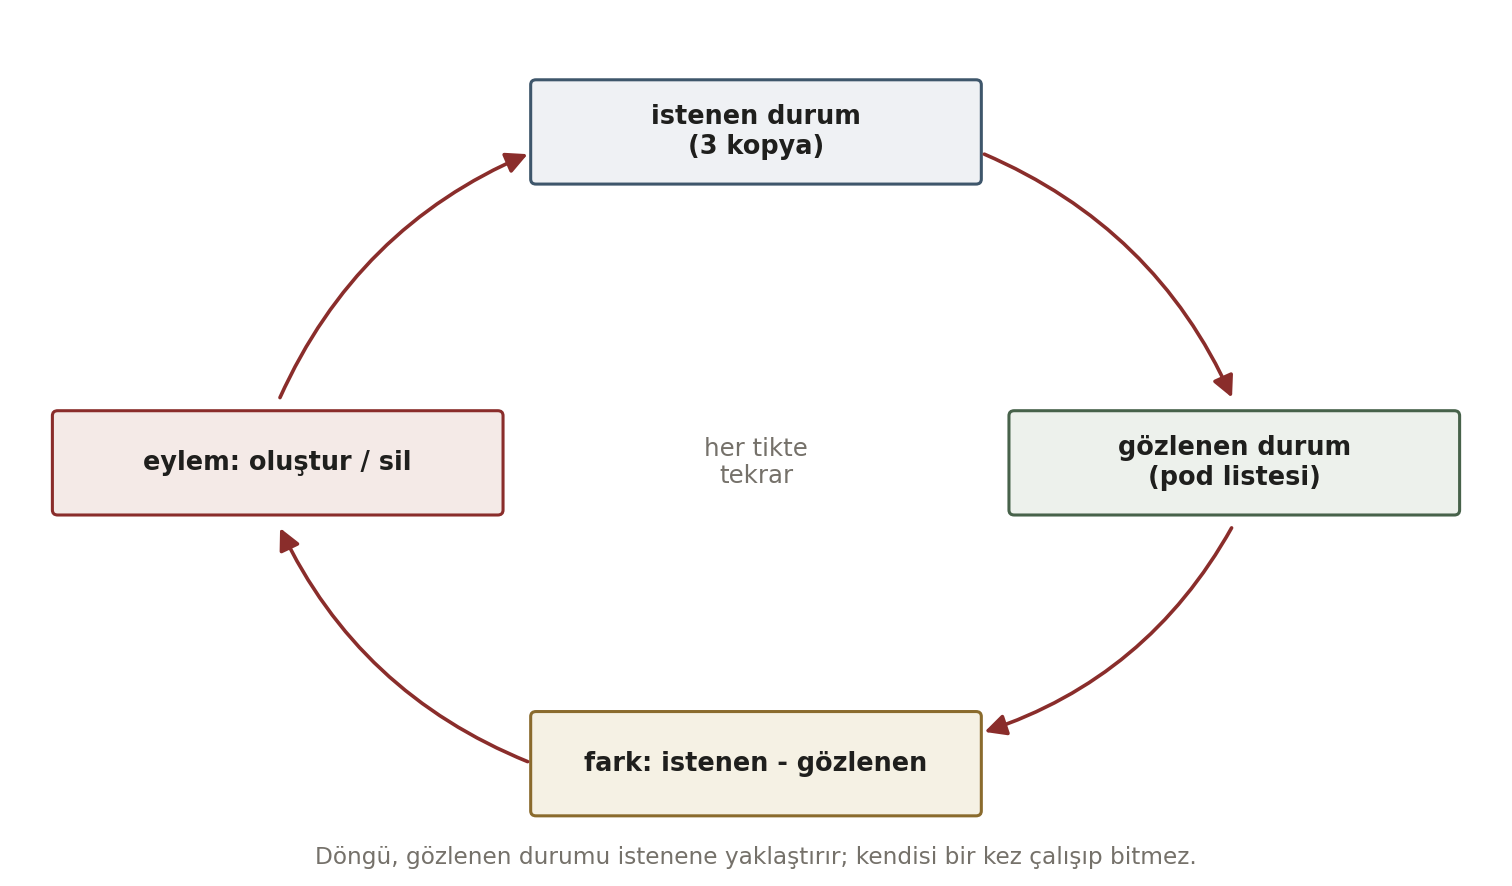 istenen durum
(3 kopya)
eylem: oluştur / sil
her tikte
tekrar
gözlenen durum
(pod listesi)
fark: istenen - gözlenen
Döngü, gözlenen durumu istenene yaklaştırır; kendisi bir kez çalışıp bitmez.